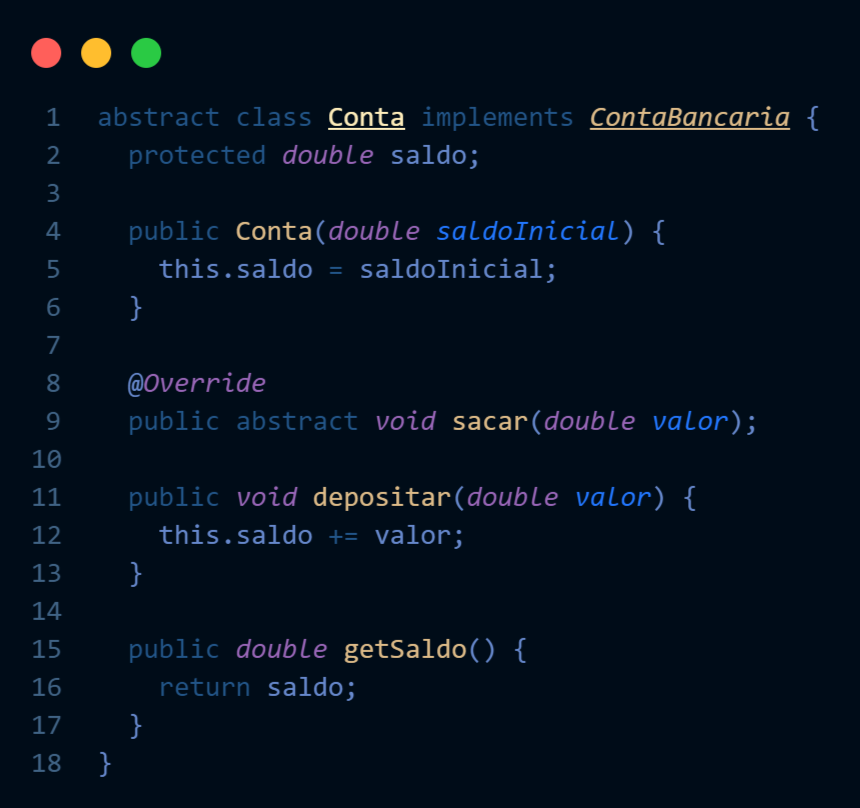 1 abstract class Conta implements ContaBancaria {
2   protected double saldo;
3
4   public Conta(double saldoInicial) {
5     this.saldo = saldoInicial;
6   }
7
8   @Override
9   public abstract void sacar(double valor);
10
11   public void depositar(double valor) {
12     this.saldo += valor;
13   }
14
15   public double getSaldo() {
16     return saldo;
17   }
18 }